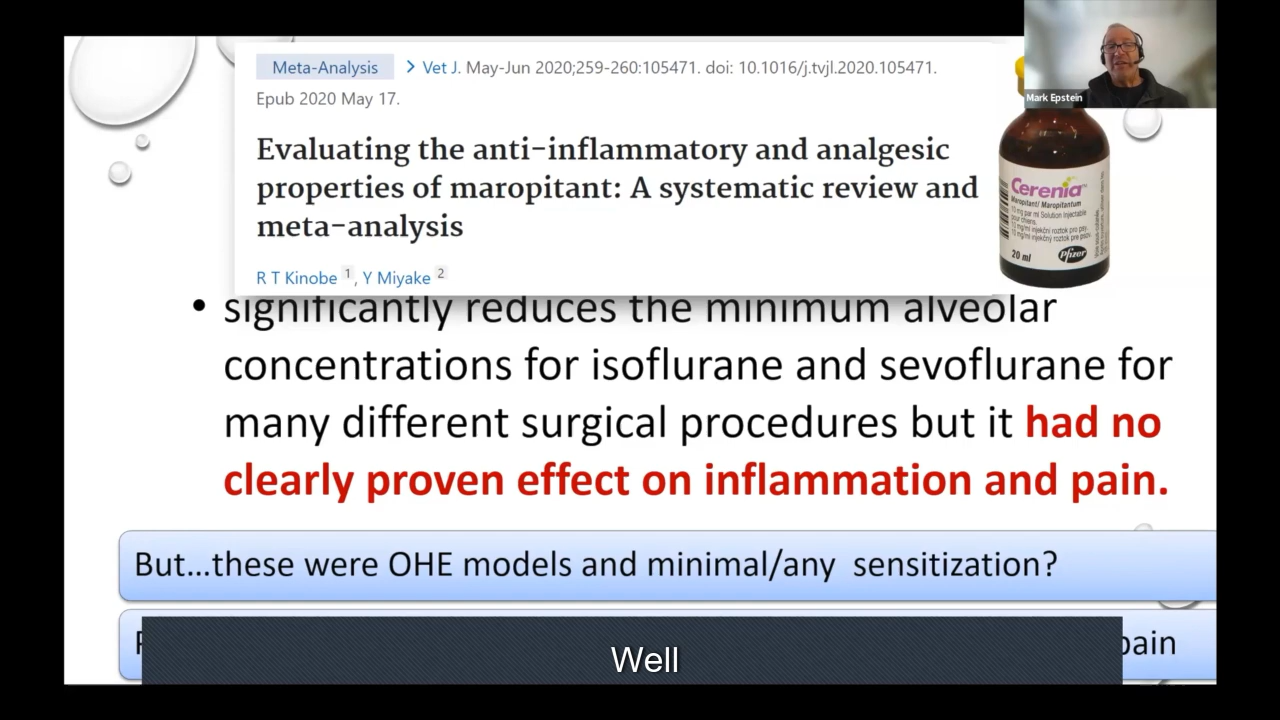 Meta-Analysis > Vet J. May-Jun 2020;259-260:105471. doi: 10.1016/j.tvjl.2020.105471.
Epub 2020 May 17.
Evaluating the anti-inflammatory and analgesic
properties of maropitant: A systematic review and
meta-analysis
R T Kinobe 1, Y Miyake 2
Mark Epstein
Cerenia
Maropitant/ Maropitantum
20 ml
Pfizer
• significantly reduces the minimum alveolar
concentrations for isoflurane and sevoflurane for
many different surgical procedures but it had no
clearly proven effect on inflammation and pain.
But...these were OHE models and minimal/any sensitization?
pain
Well